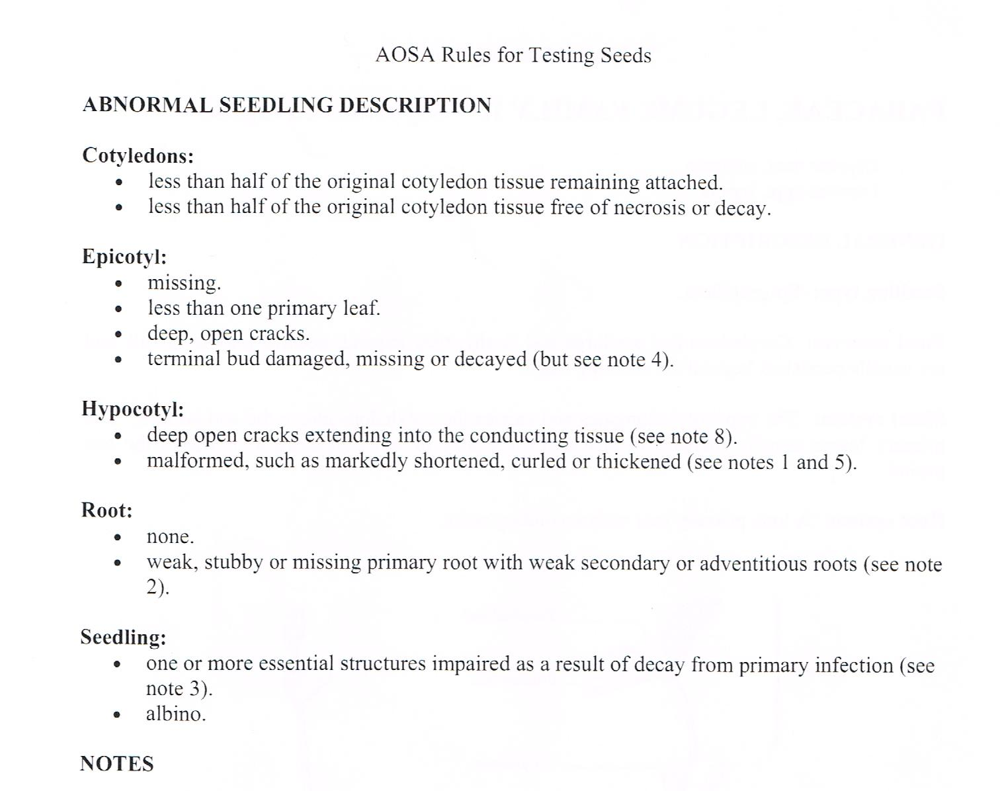 AOSA Rules for Testing Seeds
ABNORMAL SEEDLING DESCRIPTION
Cotyledons:
• less than half of the original cotyledon tissue remaining attached.
• less than half of the original cotyledon tissue free of necrosis or decay.
Epicotyl:
• missing.
• less than one primary leaf.
• deep, open cracks.
• terminal bud damaged, missing or decayed (but see note 4).
Hypocotyl:
• deep open cracks extending into the conducting tissue (see note 8).
• malformed, such as markedly shortened, curled or thickened (see notes 1 and 5).
Root:
• none.
• weak, stubby or missing primary root with weak secondary or adventitious roots (see note
2).
Seedling:
• one or more essential structures impaired as a result of decay from primary infection (see
note 3).
• albino.
NOTES